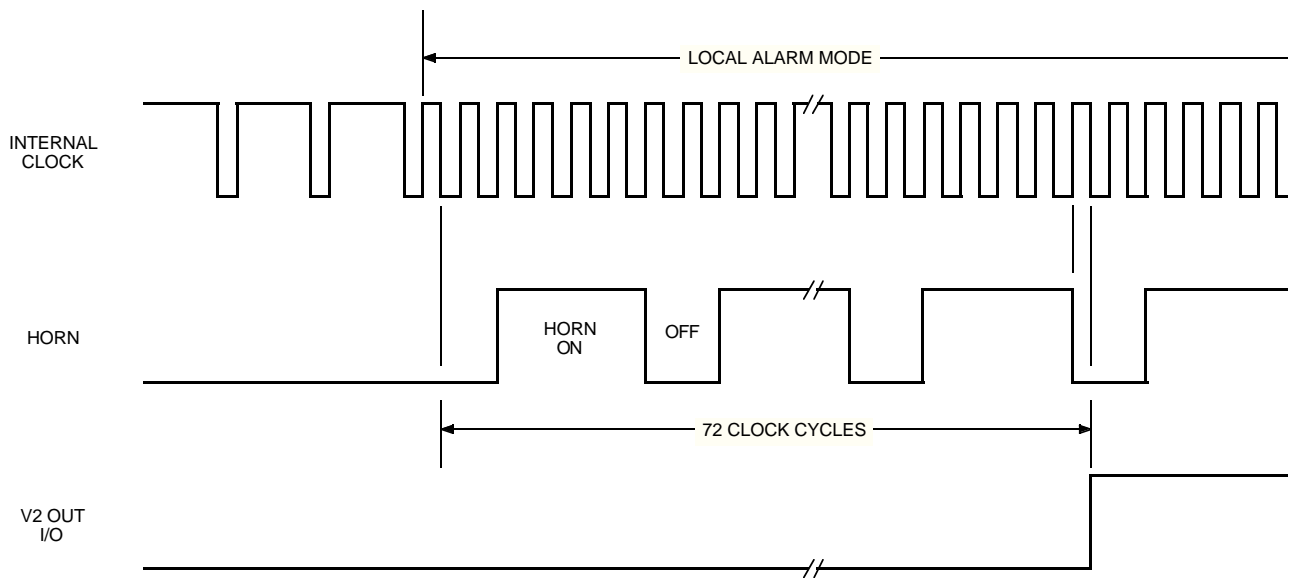 LOCAL ALARM MODE
INTERNAL
CLOCK
HORN
HORN
ON
OFF
72 CLOCK CYCLES
V2 OUT
I/O